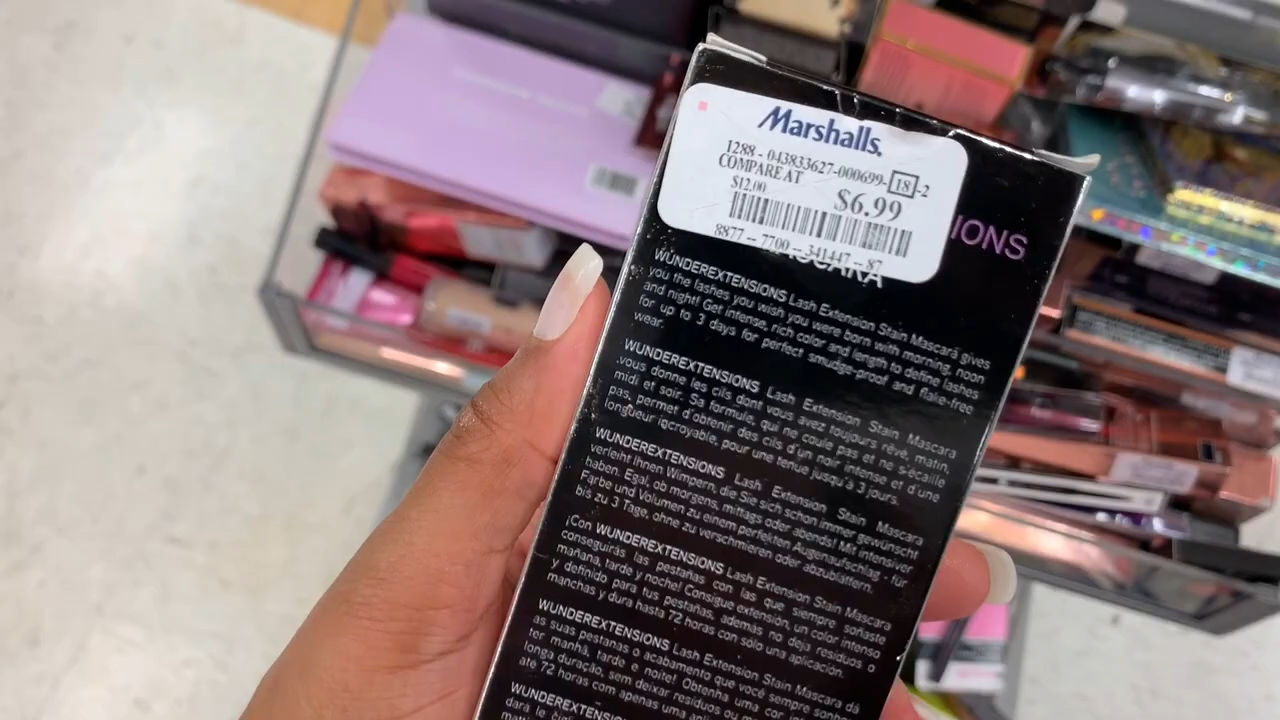 Marshalls.
1288 - 043833627-000699- 18 -2
COMPARE AT
$12.00
$6.99
8877 -- 7700 -- 341447 -- 87
IONS
WUNDEREXTENSIONS Lash Extension Stain Mascara gives
you the lashes you wish you were born with morning, noon
and night! Get intense, rich color and length to define lashes
for up to 3 days for perfect smudge-proof and flake-free
wear.
WUNDEREXTENSIONS Lash Extension Stain Mascara
vous donne les cils dont vous avez toujours rêvé, matin,
midi et soir. Sa formule, qui ne coule pas et ne s'écaille
pas, permet d'obtenir des cils d'un noir intense et d'une
longueur incroyable, pour une tenue jusqu'à 3 jours.
WUNDEREXTENSIONS Lash Extension Stain Mascara
verleiht Ihnen Wimpern, die Sie sich schon immer gewünscht
haben. Egal, ob morgens, mittags oder abends! Mit intensiver
Farbe und Volumen zu einem perfekten Augenaufschlag - für
bis zu 3 Tage, ohne zu verschmieren oder abzublättern.
¡Con WUNDEREXTENSIONS Lash Extension Stain Mascara
conseguirás las pestañas con las que siempre soñaste
mañana, tarde y noche! Consigue extensión, un color intenso
y definido para tus pestañas, además no deja residuos o
manchas y dura hasta 72 horas con sólo una aplicación.
WUNDEREXTENSIONS Lash Extension Stain Mascara dá
as suas pestanas o acabamento que você sempre
ter manhã, tarde e noite! Obtenha uma cor
longa duração, sem deixar resíduos ou
até 72 horas com apenas uma
WUNDEREXTENSIONS
dará le